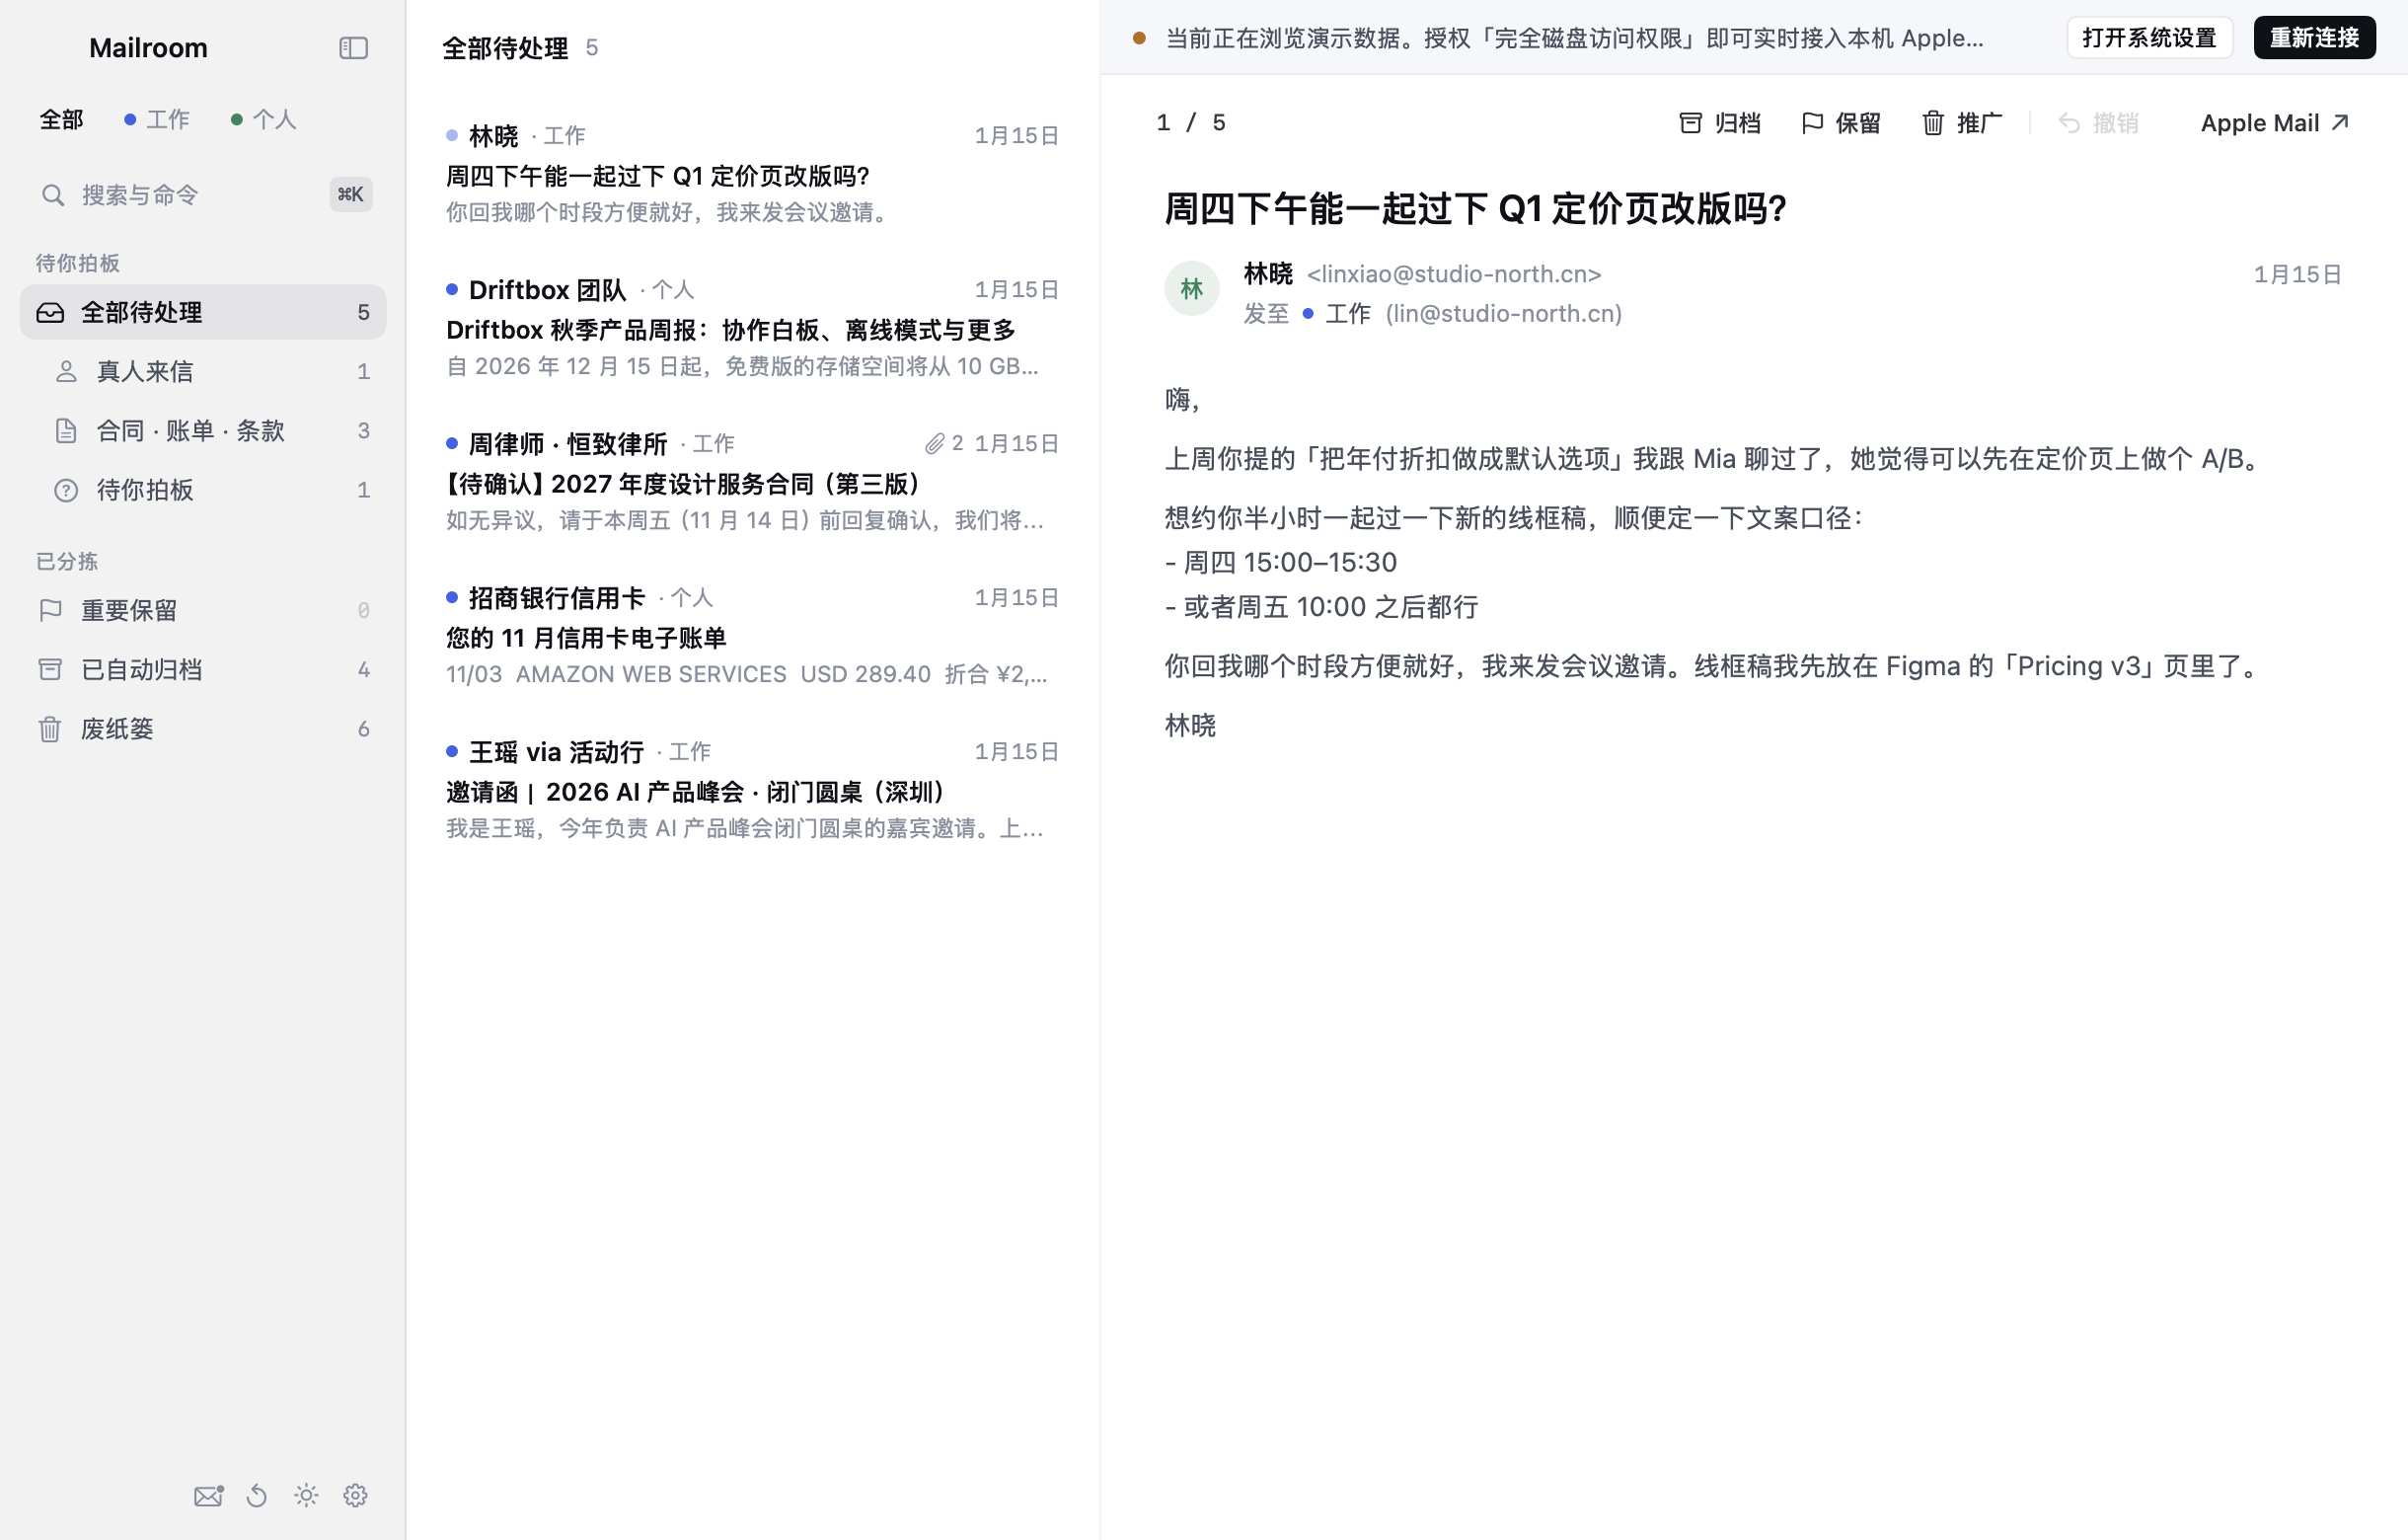 Mailroom
全部 工作 个人
搜索与命令 ⌘K
待你拍板
全部待处理 5
真人来信 1
合同 · 账单 · 条款 3
待你拍板 1
已分拣
重要保留 0
已自动归档 4
废纸篓 6
全部待处理 5
林晓 · 工作 1月15日
周四下午能一起过下 Q1 定价页改版吗?
你回我哪个时段方便就好，我来发会议邀请。
Driftbox 团队 · 个人 1月15日
Driftbox 秋季产品周报：协作白板、离线模式与更多
自 2026 年 12 月 15 日起，免费版的存储空间将从 10 GB...
周律师 · 恒致律所 · 工作 2 1月15日
【待确认】2027 年度设计服务合同（第三版）
如无异议，请于本周五（11 月 14 日）前回复确认，我们将...
招商银行信用卡 · 个人 1月15日
您的 11 月信用卡电子账单
11/03 AMAZON WEB SERVICES USD 289.40 折合 ¥2,...
王瑶 via 活动行 · 工作 1月15日
邀请函 | 2026 AI 产品峰会 · 闭门圆桌（深圳）
我是王瑶，今年负责 AI 产品峰会闭门圆桌的嘉宾邀请。上...
当前正在浏览演示数据。授权「完全磁盘访问权限」即可实时接入本机 Apple... 打开系统设置 重新连接
1 / 5 归档 保留 推广 撤销 Apple Mail ↗
周四下午能一起过下 Q1 定价页改版吗?
林 林晓 <linxiao@studio-north.cn> 1月15日
发至 工作 (lin@studio-north.cn)
嗨，
上周你提的「把年付折扣做成默认选项」我跟 Mia 聊过了，她觉得可以先在定价页上做个 A/B。
想约你半小时一起过一下新的线框稿，顺便定一下文案口径：
- 周四 15:00–15:30
- 或者周五 10:00 之后都行
你回我哪个时段方便就好，我来发会议邀请。线框稿我先放在 Figma 的「Pricing v3」页里了。
林晓